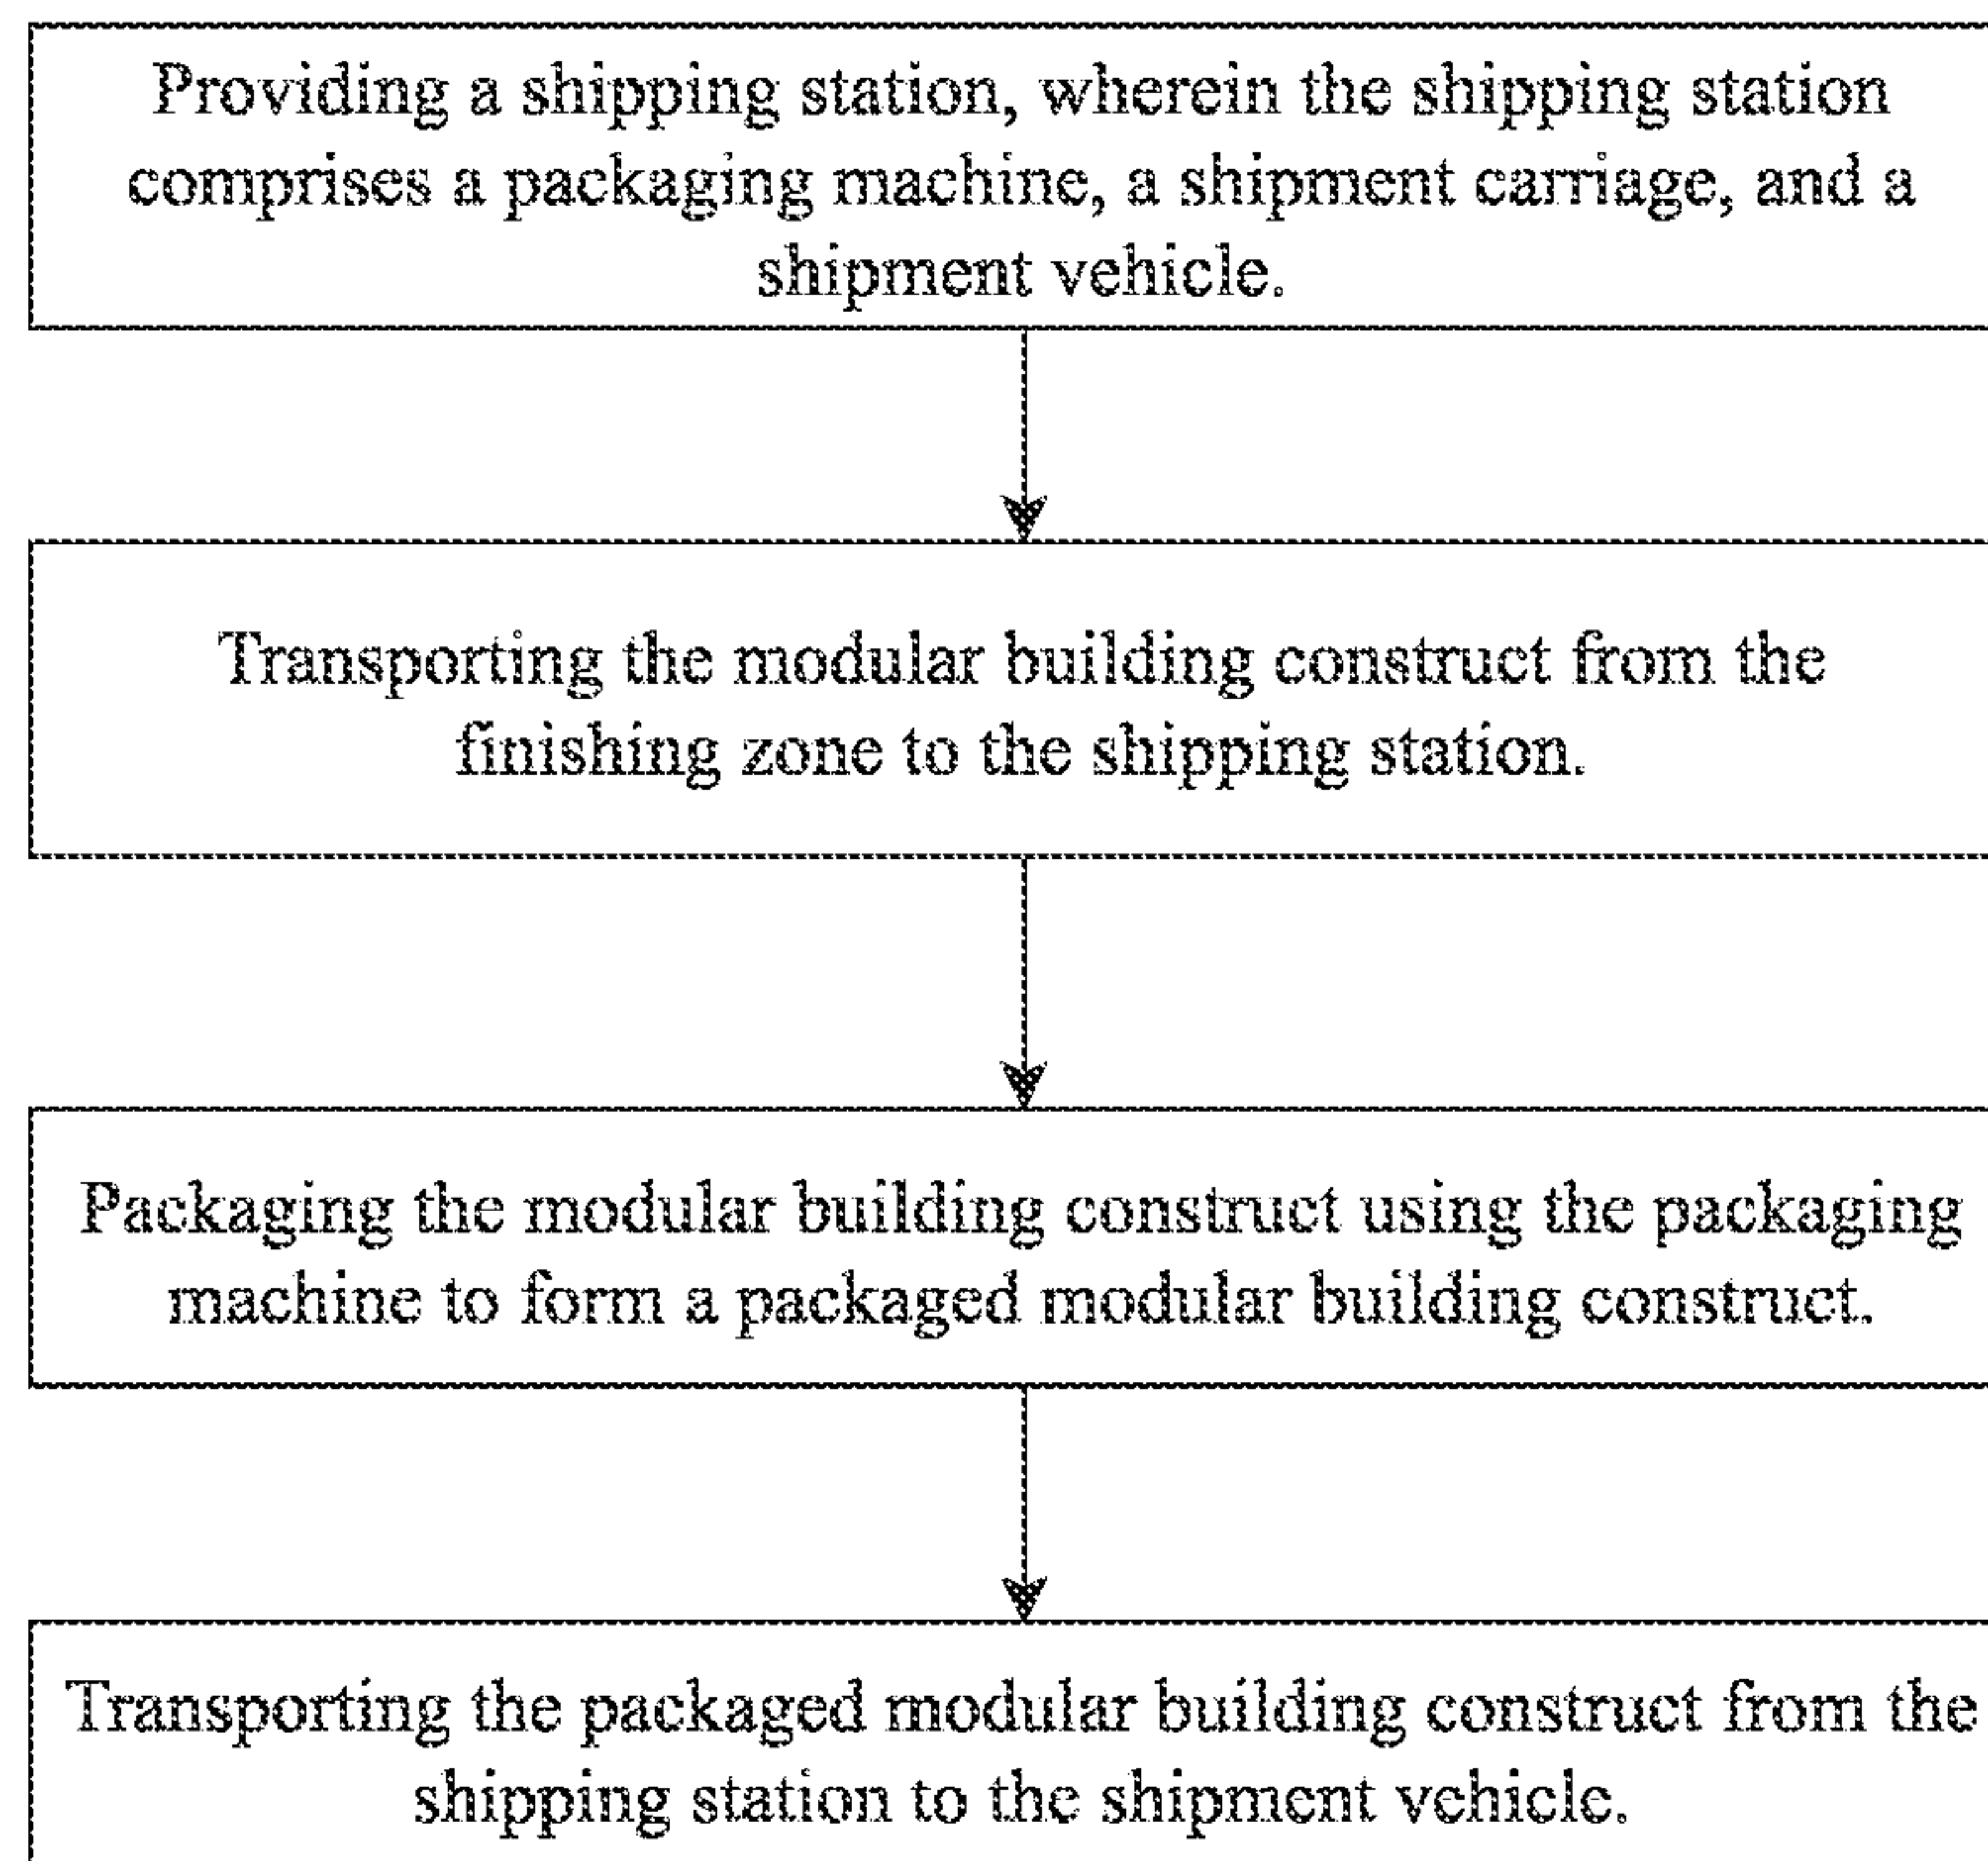 Providing a shipping station, wherein the shipping station
comprises a packaging machine, a shipment carriage, and a
shipment vehicle.
Transporting the modular building construct from the
finishing zone to the shipping station.
Packaging the modular building construct using the packaging
machine to form a packaged modular building construct.
Transporting the packaged modular building construct from the
shipping station to the shipment vehicle.